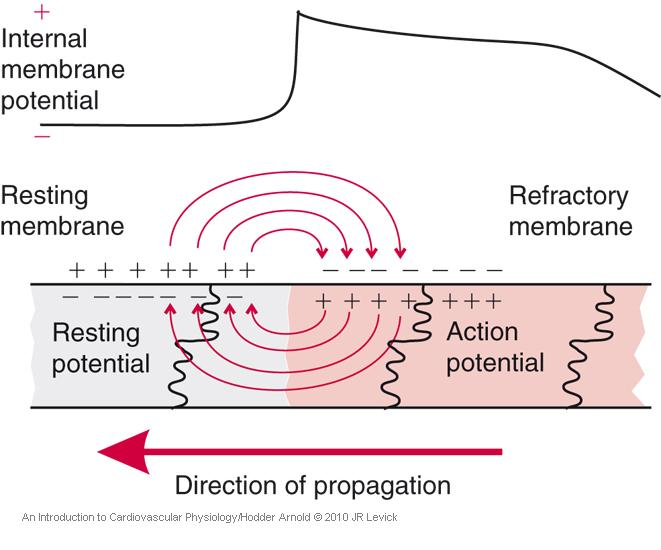 +
Internal
membrane
potential
−
Resting
membrane
Refractory
membrane
+ + + + + + +
− − − − − − −
− − − − − − − −
+ + + + + + +
Resting
potential
Action
potential
Direction of propagation
An Introduction to Cardiovascular Physiology/Hodder Arnold © 2010 JR Levick